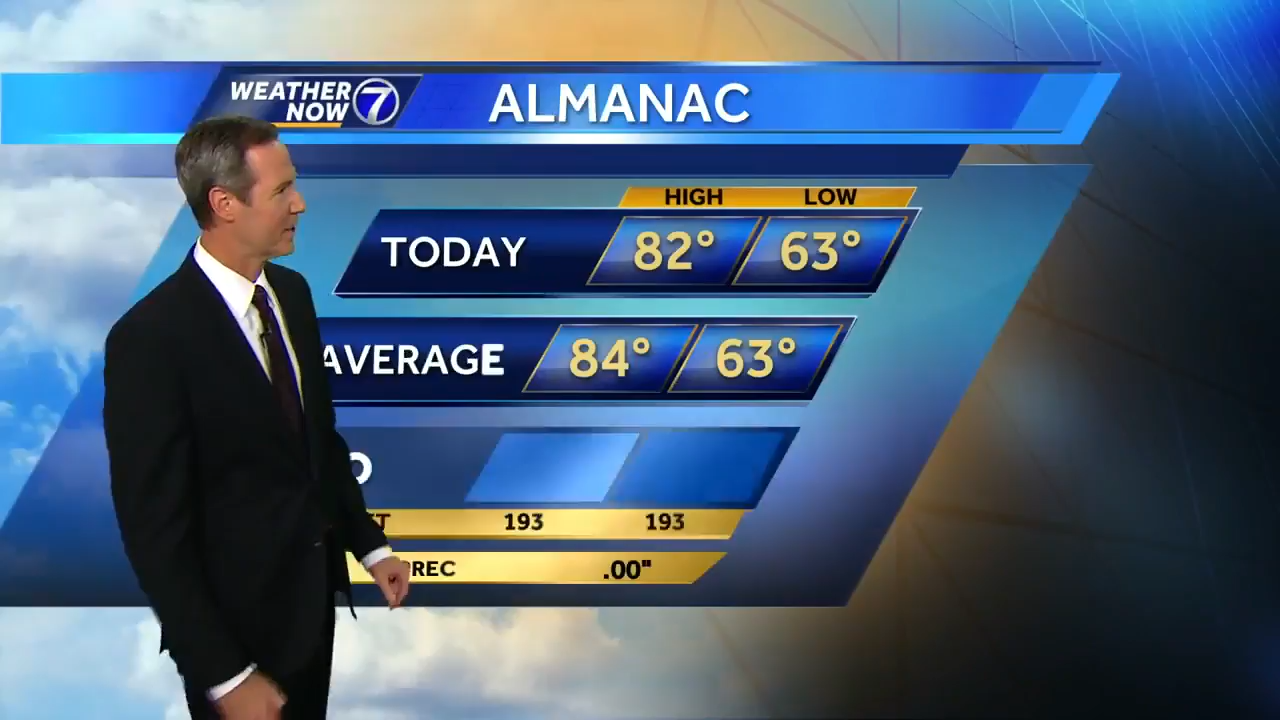 WEATHER
NOW 7
ALMANAC
HIGH LOW
TODAY 82° 63°
AVERAGE 84° 63°
193 193
.00"